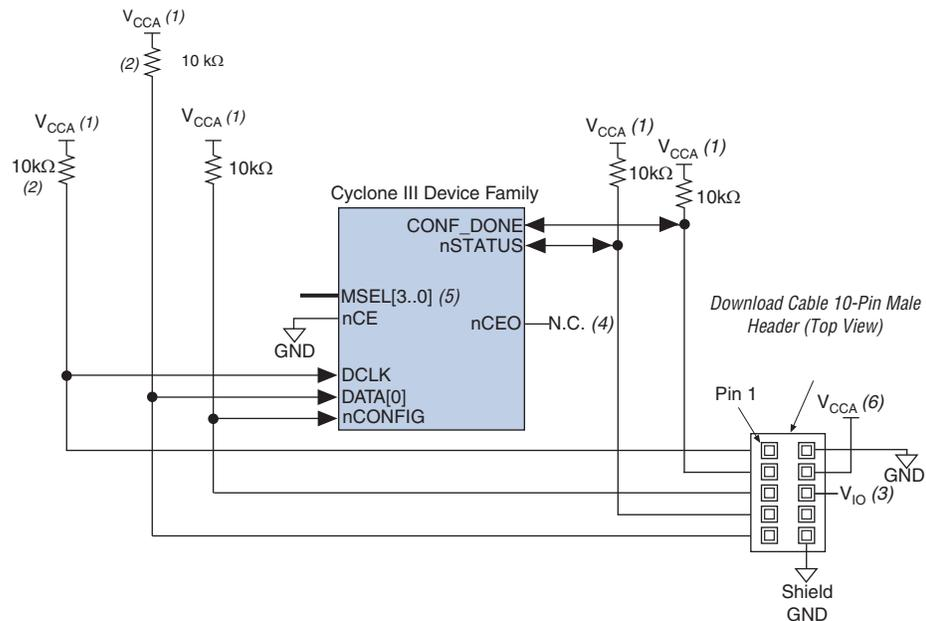 VCCA (1)
(2)
10 kΩ
VCCA (1)
10kΩ
(2)
VCCA (1)
10kΩ
VCCA (1)
10kΩ
VCCA (1)
10kΩ
Cyclone III Device Family
CONF_DONE
nSTATUS
MSEL[3..0] (5)
nCE
GND
nCEO
N.C. (4)
DCLK
DATA[0]
nCONFIG
Download Cable 10-Pin Male
Header (Top View)
Pin 1
VCCA (6)
GND
VIO (3)
Shield
GND